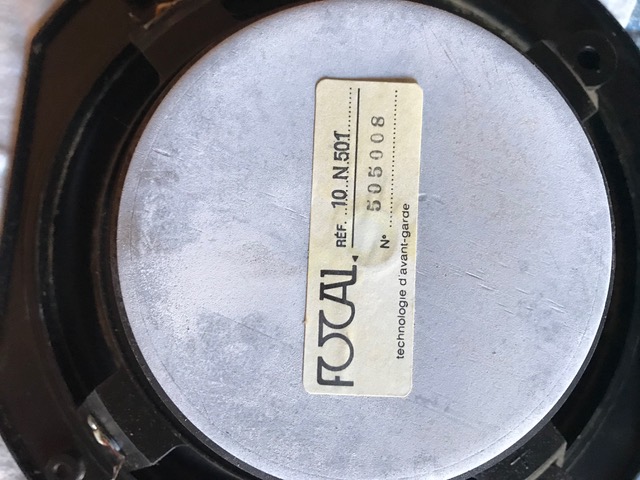 FOCAL
RÉF. 10 N 501
N° 505008
technologie d'avant-garde